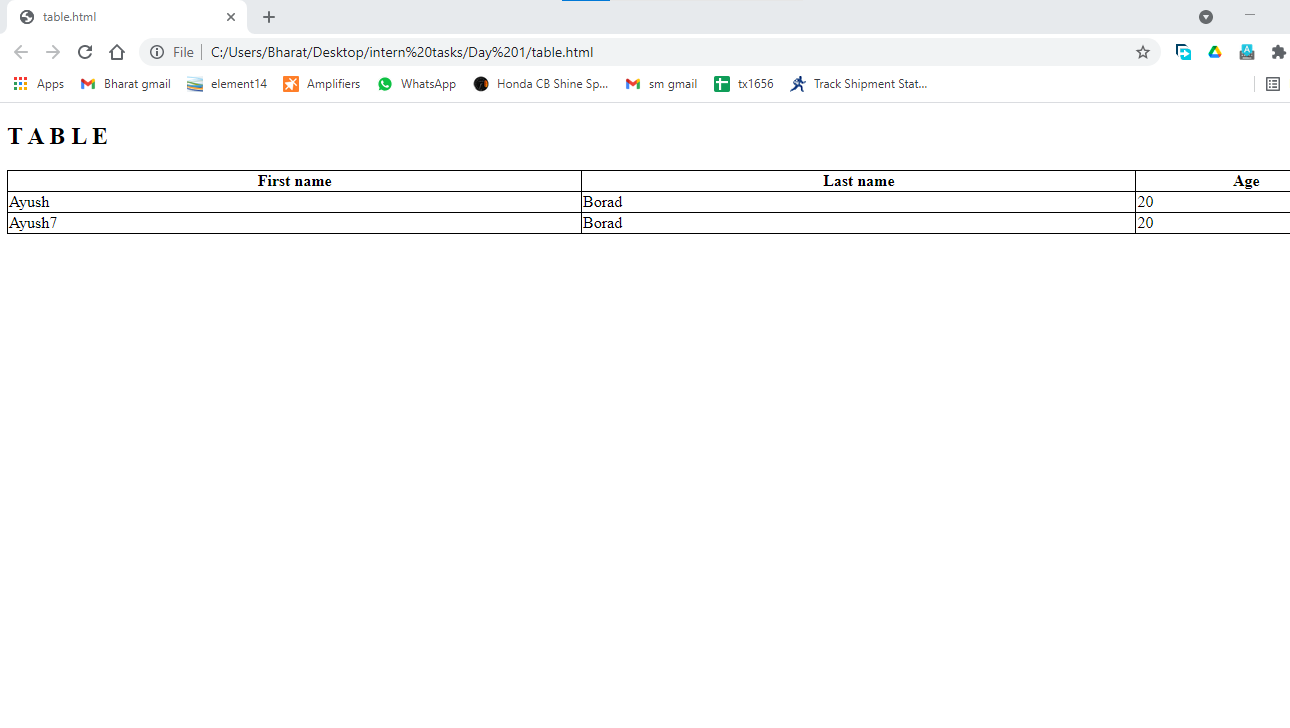 table.html
File C:/Users/Bharat/Desktop/intern%20tasks/Day%201/table.html
Apps Bharat gmail element14 Amplifiers WhatsApp Honda CB Shine Sp... sm gmail tx1656 Track Shipment Stat...
T A B L E
First name Last name Age
Ayush Borad 20
Ayush7 Borad 20